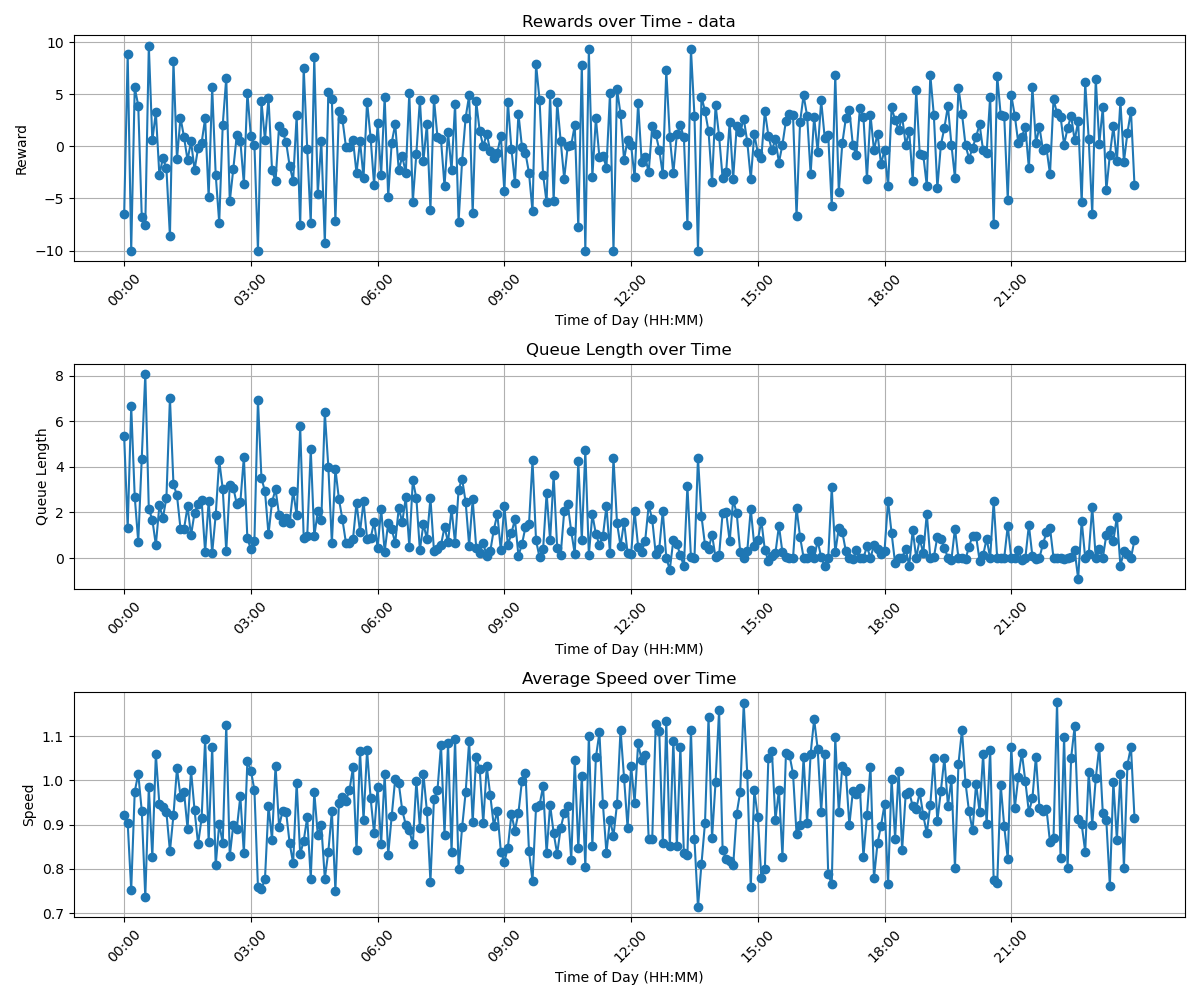 Rewards over Time - data
Reward
10
5
0
−5
−10
00:00 03:00 06:00 09:00 12:00 15:00 18:00 21:00
Time of Day (HH:MM)
Queue Length over Time
Queue Length
8
6
4
2
0
00:00 03:00 06:00 09:00 12:00 15:00 18:00 21:00
Time of Day (HH:MM)
Average Speed over Time
Speed
1.1
1.0
0.9
0.8
0.7
00:00 03:00 06:00 09:00 12:00 15:00 18:00 21:00
Time of Day (HH:MM)